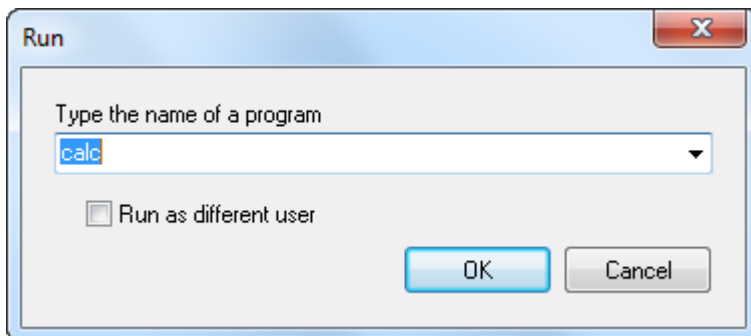 Run
Type the name of a program
calc
Run as different user
OK Cancel